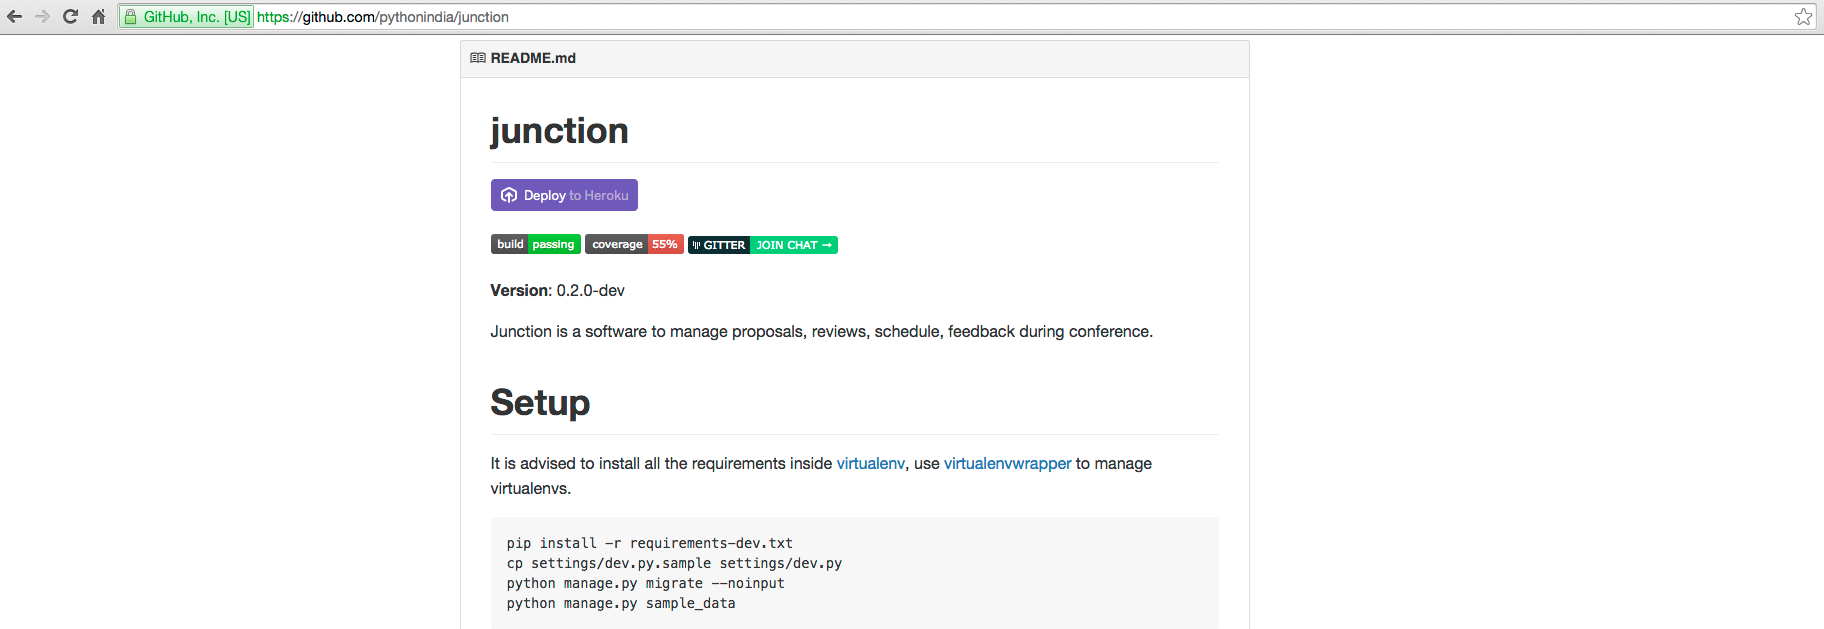 GitHub, Inc. [US] https://github.com/pythonindia/junction
README.md
junction
Deploy to Heroku
build passing coverage 55% GITTER JOIN CHAT →
Version: 0.2.0-dev
Junction is a software to manage proposals, reviews, schedule, feedback during conference.
Setup
It is advised to install all the requirements inside virtualenv, use virtualenvwrapper to manage
virtualenvs.
pip install -r requirements-dev.txt
cp settings/dev.py.sample settings/dev.py
python manage.py migrate --noinput
python manage.py sample_data